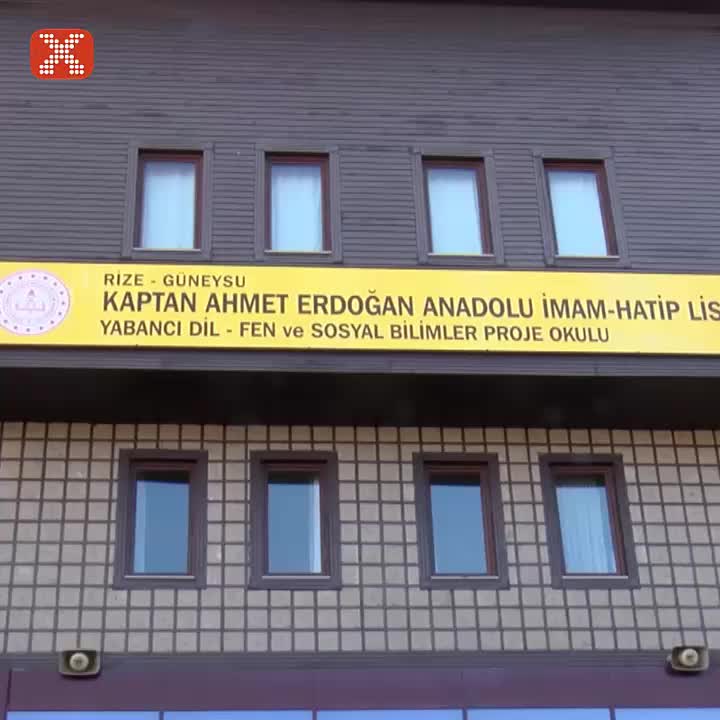 RİZE - GÜNEYSU
KAPTAN AHMET ERDOĞAN ANADOLU İMAM-HATİP LİS
YABANCI DİL - FEN ve SOSYAL BİLİMLER PROJE OKULU